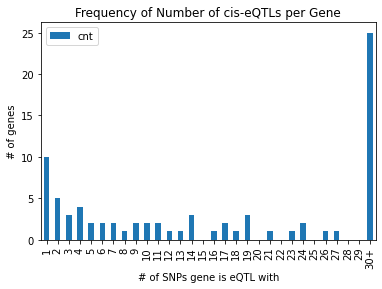 Frequency of Number of cis-eQTLs per Gene
cnt
# of genes
25
20
15
10
5
0
1 2 3 4 5 6 7 8 9 10 11 12 13 14 15 16 17 18 19 20 21 22 23 24 25 26 27 28 29 30+
# of SNPs gene is eQTL with